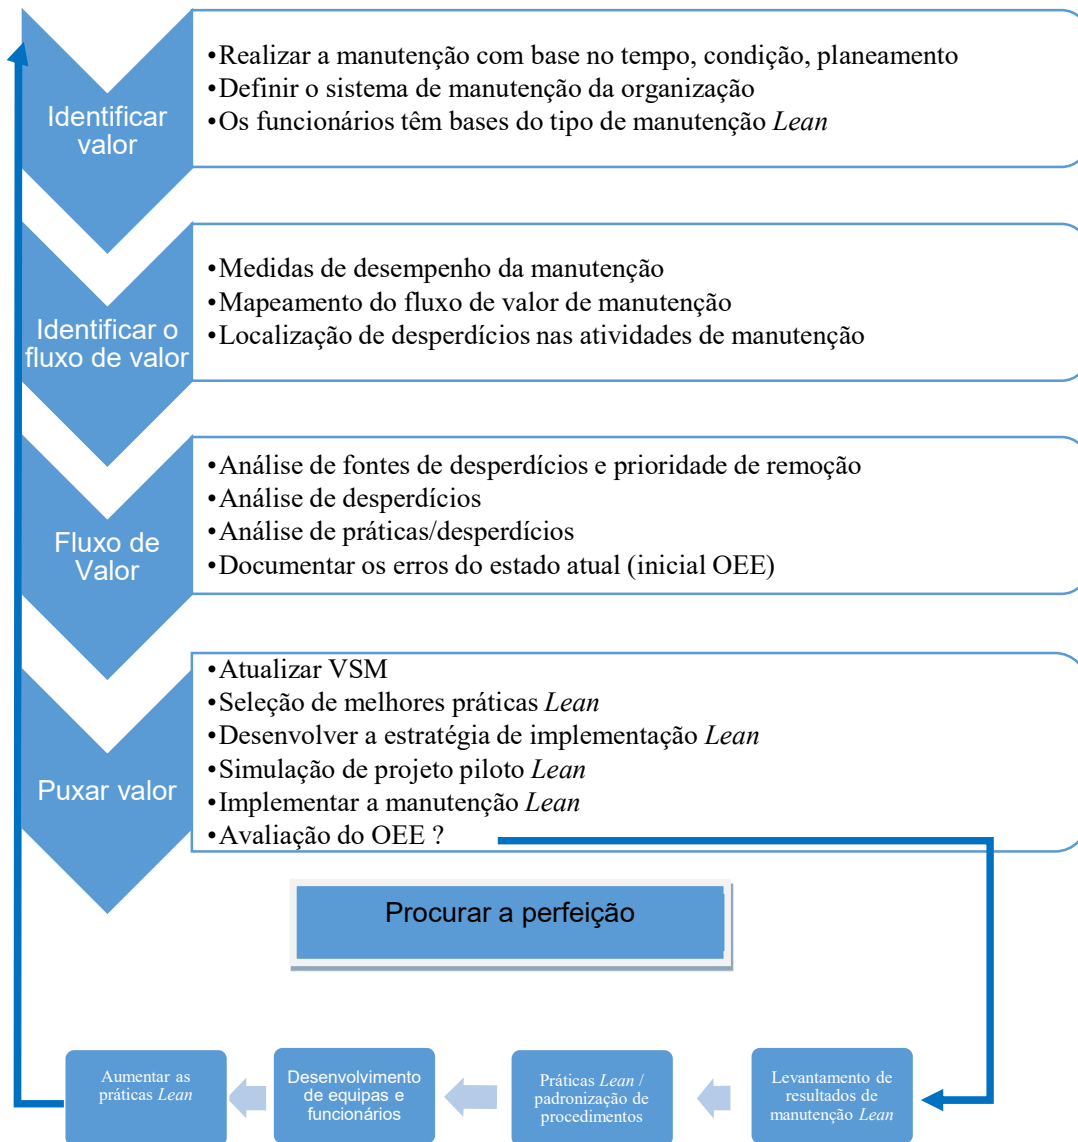 Identificar
valor
•Realizar a manutenção com base no tempo, condição, planeamento
•Definir o sistema de manutenção da organização
•Os funcionários têm bases do tipo de manutenção Lean
Identificar o
fluxo de valor
•Medidas de desempenho da manutenção
•Mapeamento do fluxo de valor de manutenção
•Localização de desperdícios nas atividades de manutenção
Fluxo de
Valor
•Análise de fontes de desperdícios e prioridade de remoção
•Análise de desperdícios
•Análise de práticas/desperdícios
•Documentar os erros do estado atual (inicial OEE)
Puxar valor
•Atualizar VSM
•Seleção de melhores práticas Lean
•Desenvolver a estratégia de implementação Lean
•Simulação de projeto piloto Lean
•Implementar a manutenção Lean
•Avaliação do OEE ?
Procurar a perfeição
Aumentar as
práticas Lean
Desenvolvimento
de equipas e
funcionários
Práticas Lean /
padronização de
procedimentos
Levantamento de
resultados de
manutenção Lean